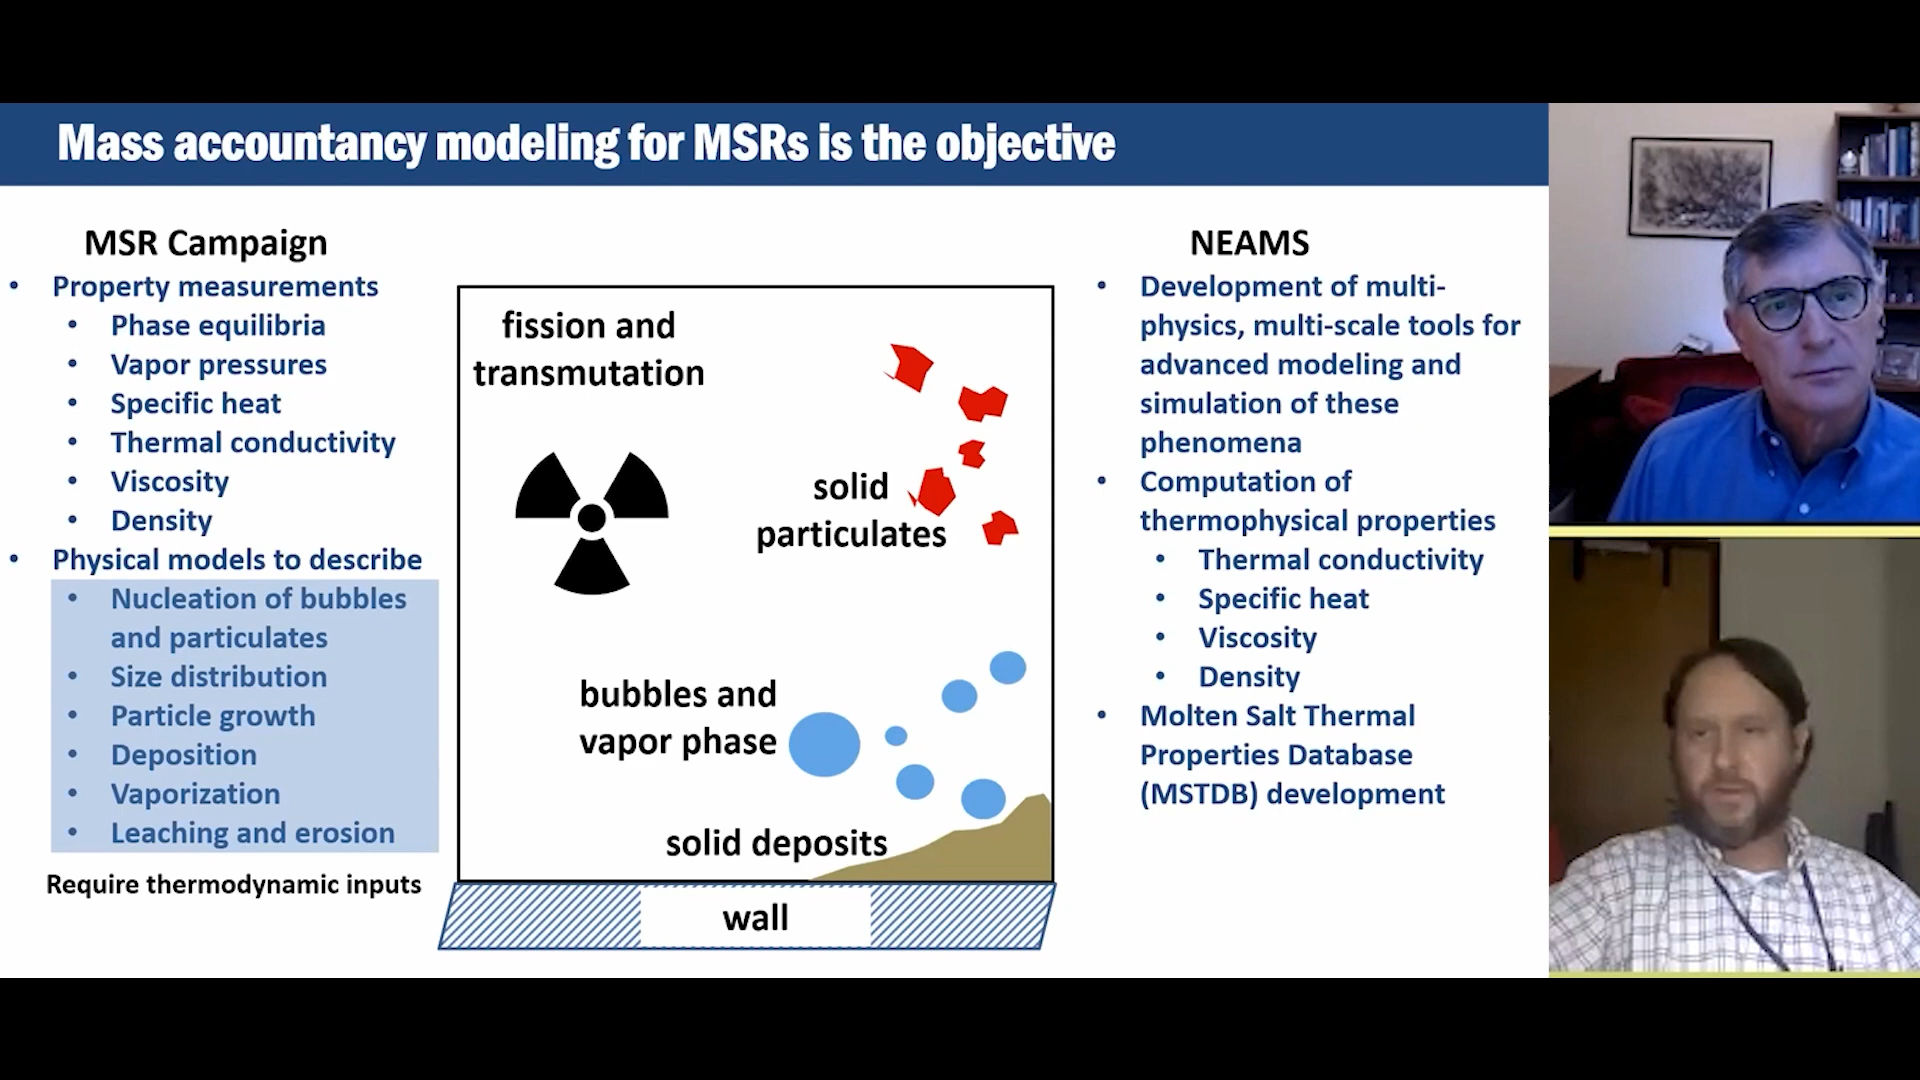 Mass accountancy modeling for MSRs is the objective
MSR Campaign
• Property measurements
• Phase equilibria
• Vapor pressures
• Specific heat
• Thermal conductivity
• Viscosity
• Density
• Physical models to describe
• Nucleation of bubbles
and particulates
• Size distribution
• Particle growth
• Deposition
• Vaporization
• Leaching and erosion
Require thermodynamic inputs
fission and
transmutation
solid
particulates
bubbles and
vapor phase
solid deposits
wall
NEAMS
• Development of multi-
physics, multi-scale tools for
advanced modeling and
simulation of these
phenomena
• Computation of
thermophysical properties
• Thermal conductivity
• Specific heat
• Viscosity
• Density
• Molten Salt Thermal
Properties Database
(MSTDB) development